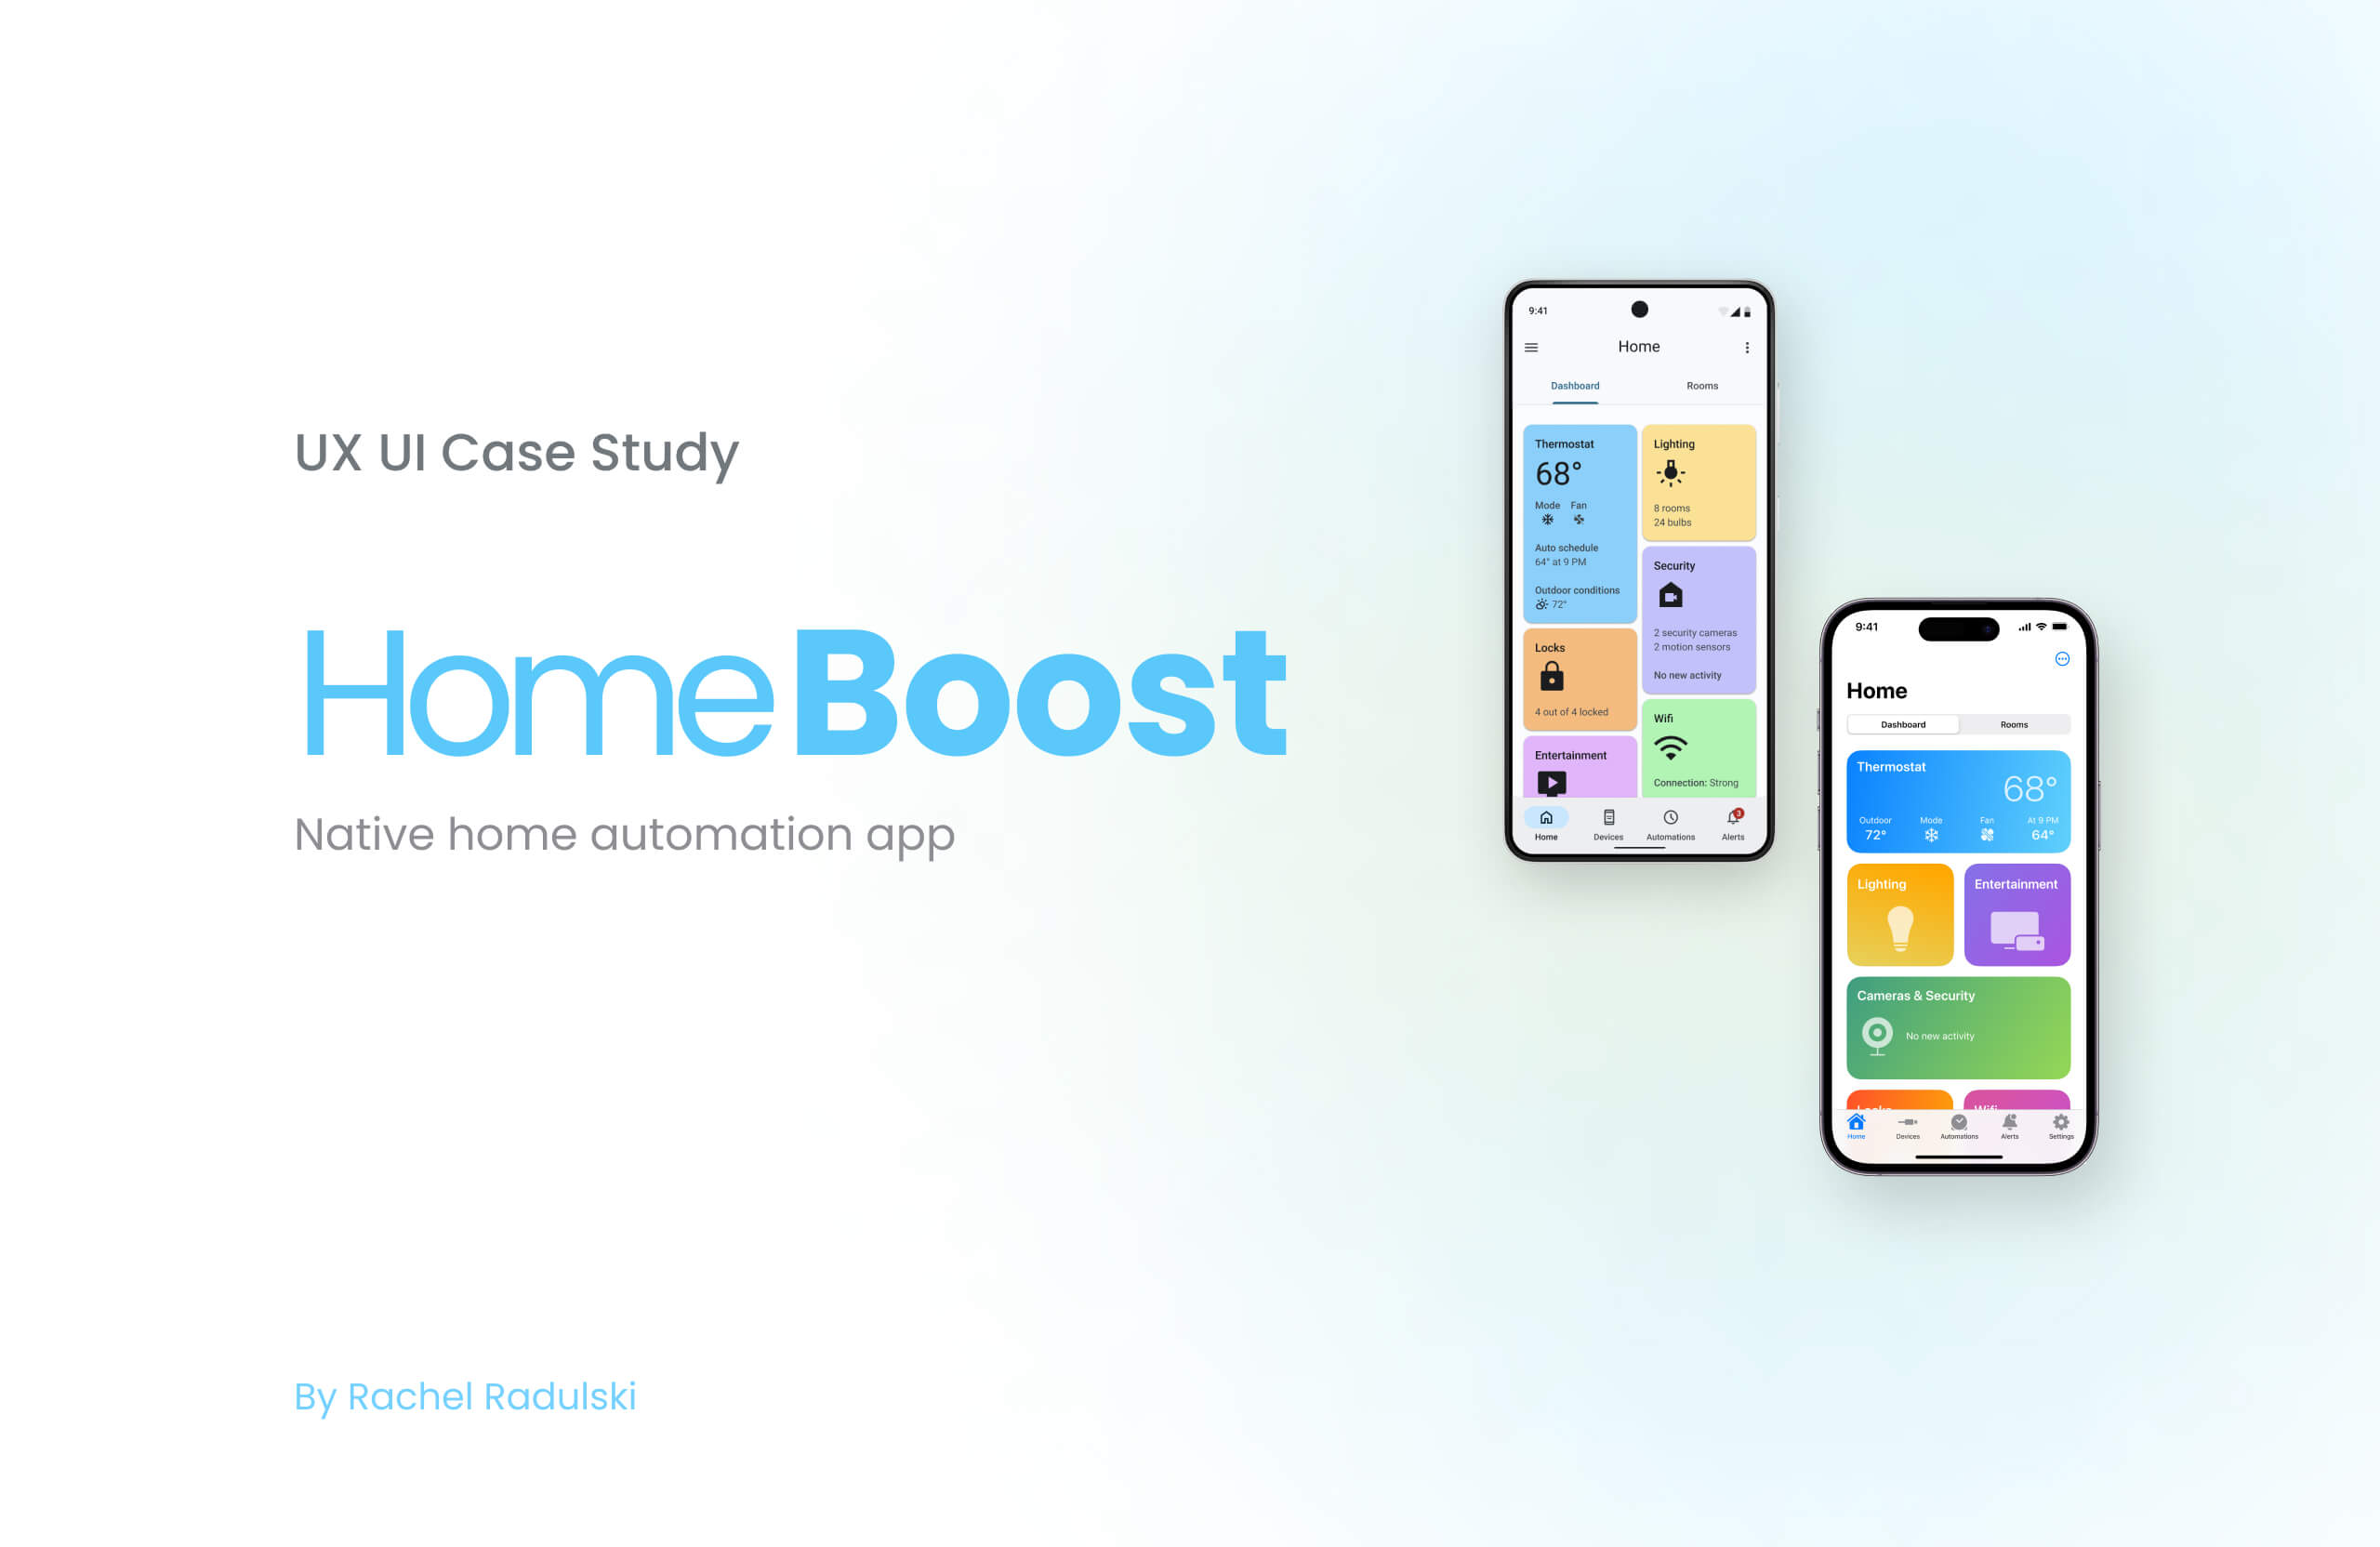 UX UI Case Study
HomeBoost
Native home automation app
By Rachel Radulski
9:41
Home
Dashboard Rooms
Thermostat
68°
Mode Fan
Auto schedule
64° at 9 PM
Outdoor conditions
72°
Lighting
8 rooms
24 bulbs
Security
2 security cameras
2 motion sensors
No new activity
Locks
4 out of 4 locked
Wifi
Connection: Strong
Entertainment
3
Home Devices Automations Alerts
9:41
Home
Dashboard Rooms
Thermostat
68°
Outdoor Mode Fan At 9 PM
72° 64°
Lighting Entertainment
Cameras & Security
No new activity
Locks Wifi
Home Devices Automations Alerts Settings